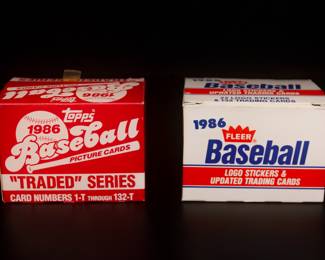 topps
1986
Baseball
PICTURE CARDS
"TRADED" SERIES
CARD NUMBERS 1-T THROUGH 132-T
1986
FLEER
Baseball
LOGO STICKERS &
UPDATED TRADING CARDS